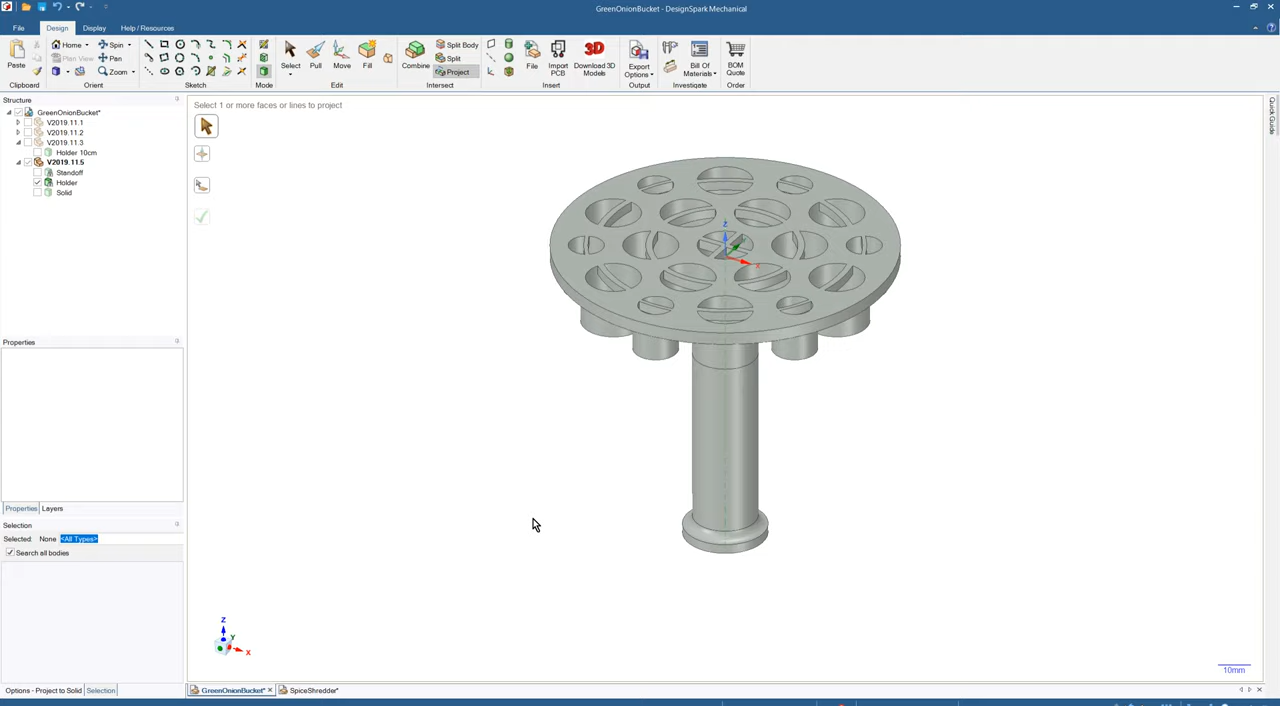 GreenOnionBucket* - DesignSpark Mechanical
File Design Display Help / Resources
Paste
Home Spin
Plan View Pan
Zoom
Select Pull Move Fill
Combine
Split Body
Split
Project
File Import PCB Download 3D Models
Export Options
Bill Of Materials
BOM Quote
Clipboard Orient Sketch Mode Edit Intersect Insert Output Investigate Order
Structure
GreenOnionBucket*
V2019.11.1
V2019.11.2
V2019.11.3
Holder 10cm
V2019.11.5
Standoff
Holder
Solid
Properties
Properties Layers
Selection
Selected: None <All Types>
Search all bodies
Options - Project to Solid Selection
Select 1 or more faces or lines to project
3D
Quick Guide
Z
X
Z
Y
X
10mm
GreenOnionBucket* SpiceShredder*